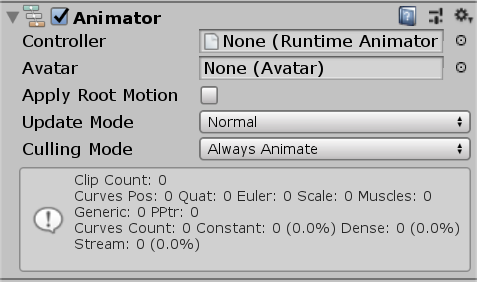 Animator
Controller None (Runtime Animator
Avatar None (Avatar)
Apply Root Motion
Update Mode Normal
Culling Mode Always Animate
Clip Count: 0
Curves Pos: 0 Quat: 0 Euler: 0 Scale: 0 Muscles: 0
Generic: 0 PPtr: 0
Curves Count: 0 Constant: 0 (0.0%) Dense: 0 (0.0%)
Stream: 0 (0.0%)